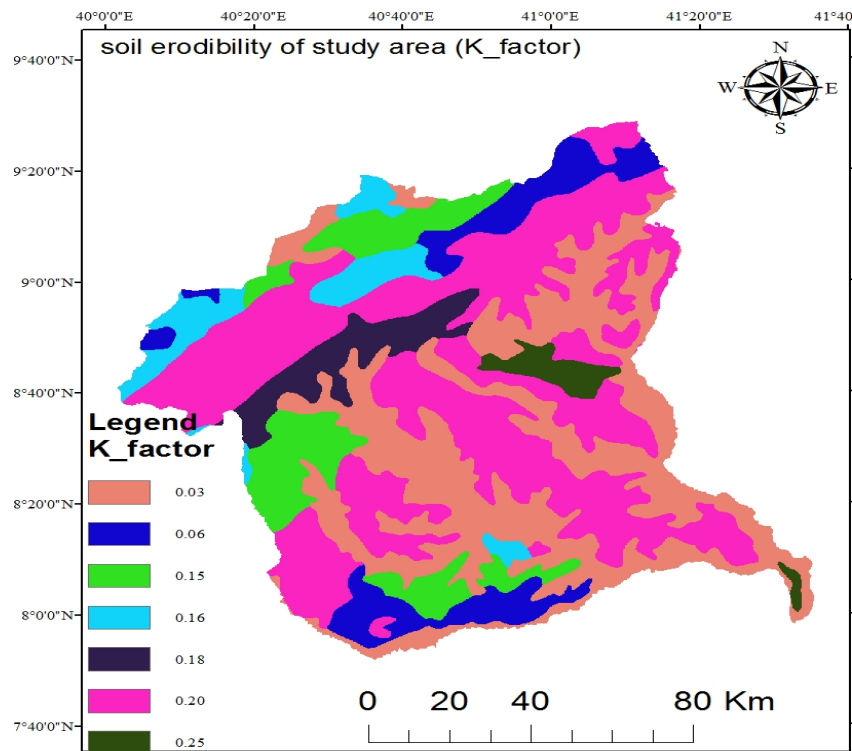 40°0'0"E 40°20'0"E 40°40'0"E 41°0'0"E 41°20'0"E 41°40
soil erodibility of study area (K_factor)
9°40'0"N
N
W E
S
9°20'0"N
9°0'0"N
8°40'0"N
Legend
K_factor
0.03
8°20'0"N
0.06
0.15
0.16
8°0'0"N
0.18
0.20
0 20 40 80 Km
7°40'0"N
0.25